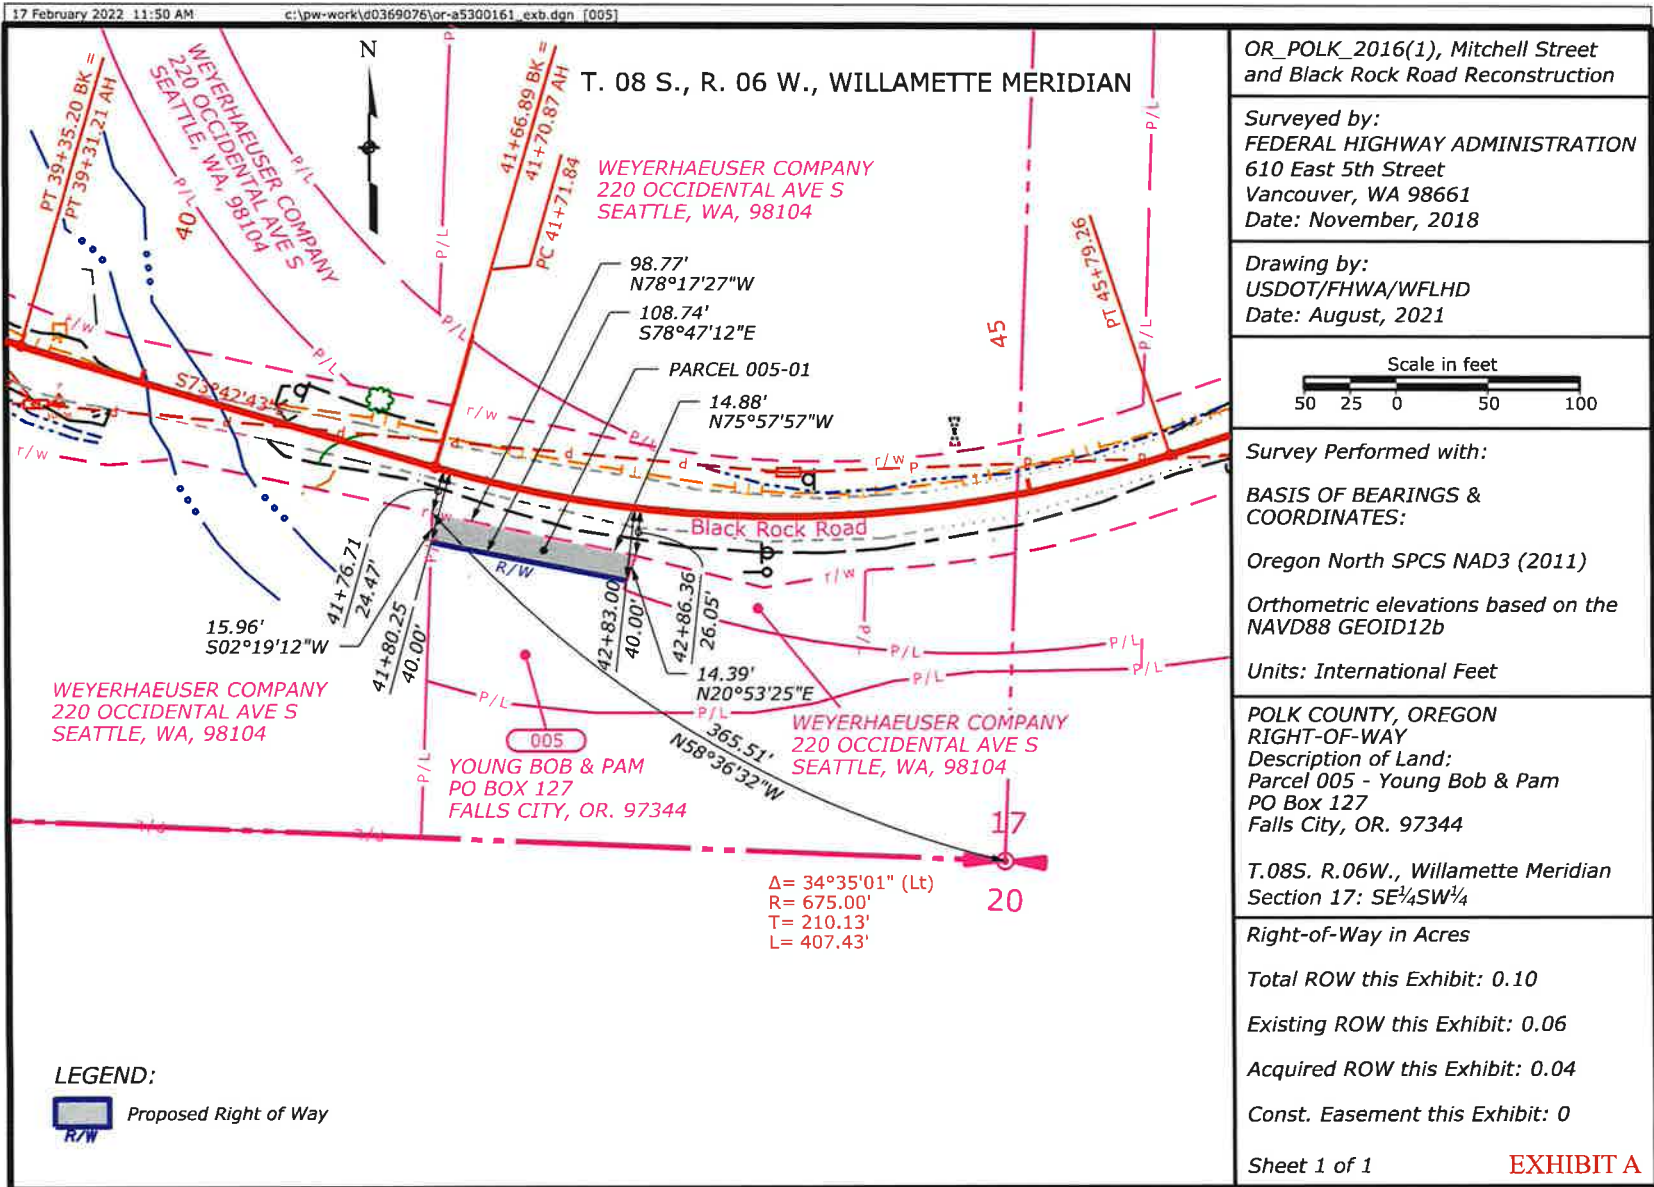 17 February 2022 11:50 AM c:\pw-work\d0369076\or-a5300161_exb.dgn [005]
T. 08 S., R. 06 W., WILLAMETTE MERIDIAN
N
PT 39+35.20 BK =
PT 39+31.21 AH
WEYERHAEUSER COMPANY
220 OCCIDENTAL AVE S
SEATTLE, WA, 98104
40
41+66.89 BK =
41+70.87 AH
PC 41+71.84
WEYERHAEUSER COMPANY
220 OCCIDENTAL AVE S
SEATTLE, WA, 98104
98.77'
N78°17'27"W
108.74'
S78°47'12"E
PARCEL 005-01
14.88'
N75°57'57"W
45
PT 45+79.26
P/L
P/L
P/L
P/L
P/L
P/L
P/L
P/L
P/L
r/w
r/w
r/w
r/w
r/w
S73°42'43"
Black Rock Road
R/W
41+76.71
24.47'
41+80.25
40.00'
42+83.00
40.00'
42+86.36
26.05'
15.96'
S02°19'12"W
14.39'
N20°53'25"E
365.51'
N58°36'32"W
P/L
P/L
P/L
P/L
P/L
P/L
P/L
WEYERHAEUSER COMPANY
220 OCCIDENTAL AVE S
SEATTLE, WA, 98104
005
YOUNG BOB & PAM
PO BOX 127
FALLS CITY, OR. 97344
WEYERHAEUSER COMPANY
220 OCCIDENTAL AVE S
SEATTLE, WA, 98104
17
20
Δ= 34°35'01" (Lt)
R= 675.00'
T= 210.13'
L= 407.43'
LEGEND:
Proposed Right of Way
R/W
OR_POLK_2016(1), Mitchell Street
and Black Rock Road Reconstruction
Surveyed by:
FEDERAL HIGHWAY ADMINISTRATION
610 East 5th Street
Vancouver, WA 98661
Date: November, 2018
Drawing by:
USDOT/FHWA/WFLHD
Date: August, 2021
Scale in feet
50 25 0 50 100
Survey Performed with:
BASIS OF BEARINGS &
COORDINATES:
Oregon North SPCS NAD3 (2011)
Orthometric elevations based on the
NAVD88 GEOID12b
Units: International Feet
POLK COUNTY, OREGON
RIGHT-OF-WAY
Description of Land:
Parcel 005 - Young Bob & Pam
PO Box 127
Falls City, OR. 97344
T.08S. R.06W., Willamette Meridian
Section 17: SE¼SW¼
Right-of-Way in Acres
Total ROW this Exhibit: 0.10
Existing ROW this Exhibit: 0.06
Acquired ROW this Exhibit: 0.04
Const. Easement this Exhibit: 0
Sheet 1 of 1
EXHIBIT A